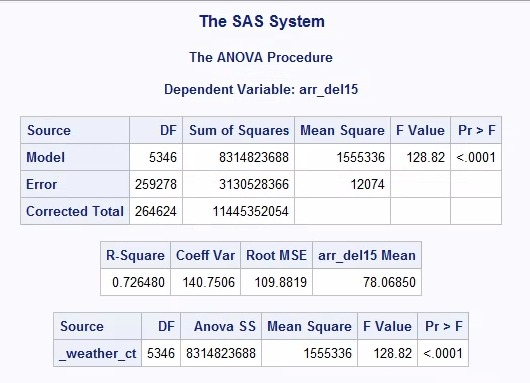 The SAS System
The ANOVA Procedure
Dependent Variable: arr_del15
Source DF Sum of Squares Mean Square F Value Pr > F
Model 5346 8314823688 1555336 128.82 <.0001
Error 259278 3130528366 12074
Corrected Total 264624 11445352054
R-Square Coeff Var Root MSE arr_del15 Mean
0.726480 140.7506 109.8819 78.06850
Source DF Anova SS Mean Square F Value Pr > F
_weather_ct 5346 8314823688 1555336 128.82 <.0001